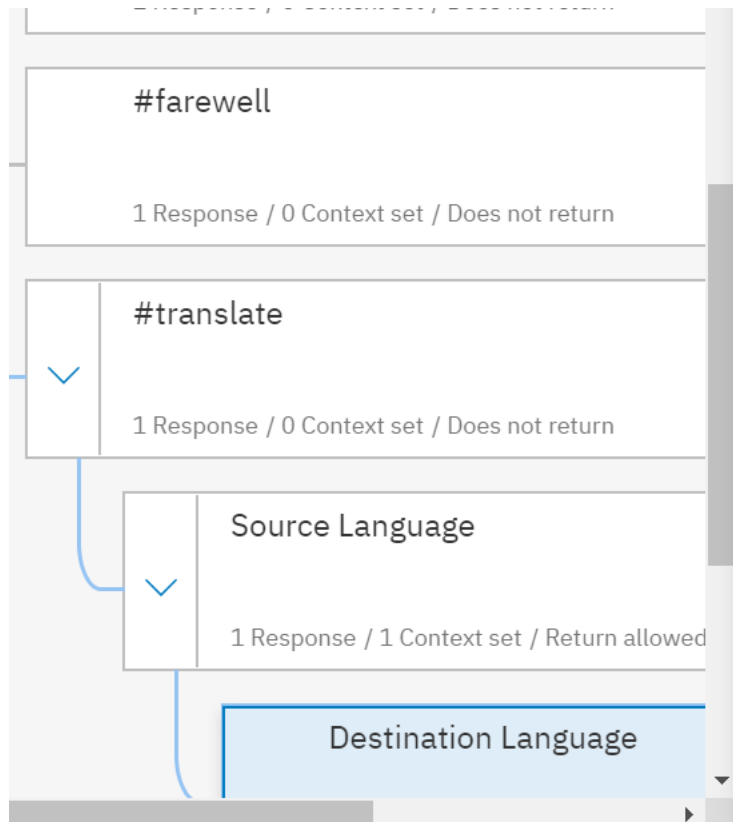 #farewell
1 Response / 0 Context set / Does not return
#translate
1 Response / 0 Context set / Does not return
Source Language
1 Response / 1 Context set / Return allowed
Destination Language